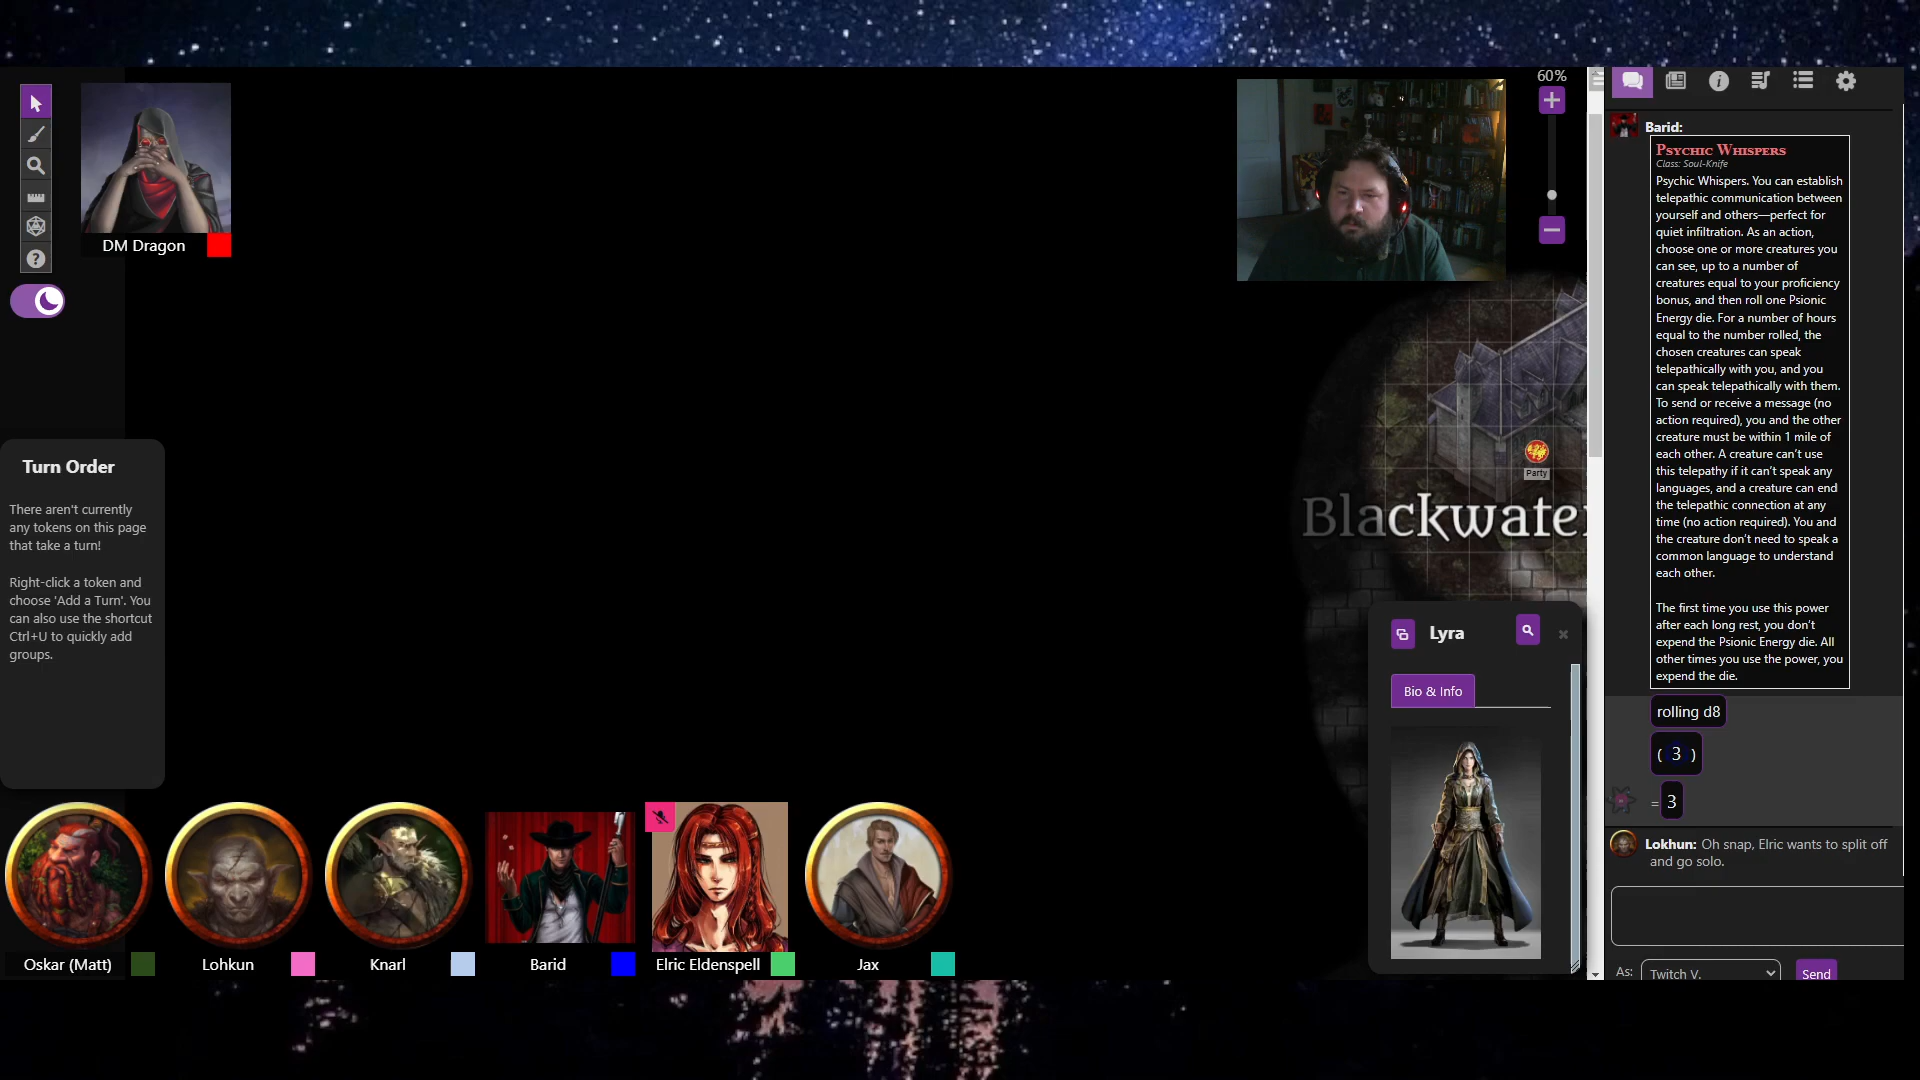 60%
DM Dragon
Turn Order
There aren't currently
any tokens on this page
that take a turn!
Right-click a token and
choose 'Add a Turn'. You
can also use the shortcut
Ctrl+U to quickly add
groups.
Party
Blackwate
Lyra
Bio & Info
Oskar (Matt)
Lohkun
Knarl
Barid
Elric Eldenspell
Jax
Barid:
Psychic Whispers
Class: Soul-Knife
Psychic Whispers. You can establish
telepathic communication between
yourself and others—perfect for
quiet infiltration. As an action,
choose one or more creatures you
can see, up to a number of
creatures equal to your proficiency
bonus, and then roll one Psionic
Energy die. For a number of hours
equal to the number rolled, the
chosen creatures can speak
telepathically with you, and you
can speak telepathically with them.
To send or receive a message (no
action required), you and the other
creature must be within 1 mile of
each other. A creature can't use
this telepathy if it can't speak any
languages, and a creature can end
the telepathic connection at any
time (no action required). You and
the creature don't need to speak a
common language to understand
each other.
The first time you use this power
after each long rest, you don't
expend the Psionic Energy die. All
other times you use the power, you
expend the die.
rolling d8
( 3 )
= 3
Lokhun: Oh snap, Elric wants to split off
and go solo.
As: Twitch V. Send